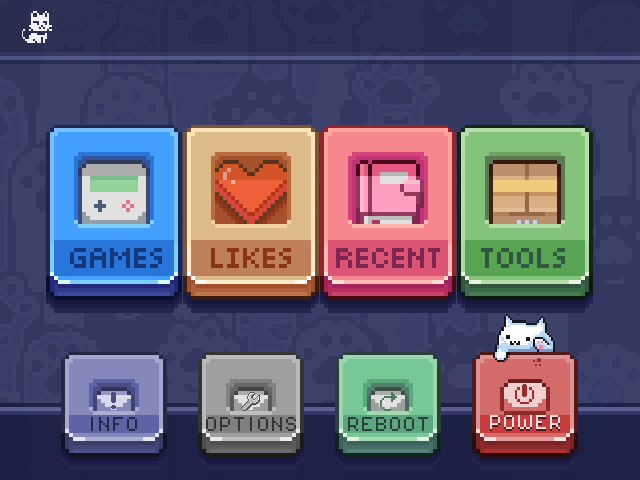 GAMES
LIKES
RECENT
TOOLS
INFO
OPTIONS
REBOOT
POWER